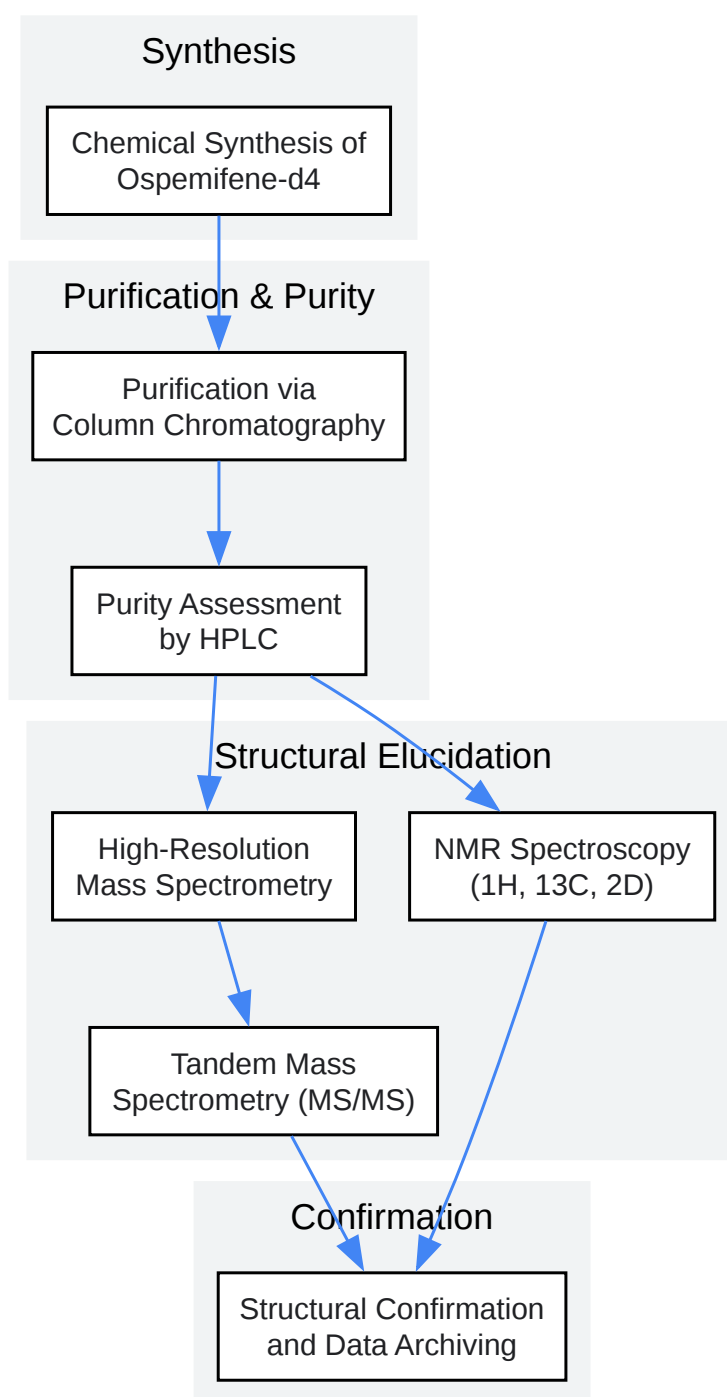 Synthesis
Chemical Synthesis of
Ospemifene-d4
Purification & Purity
Purification via
Column Chromatography
Purity Assessment
by HPLC
Structural Elucidation
High-Resolution
Mass Spectrometry
NMR Spectroscopy
(1H, 13C, 2D)
Tandem Mass
Spectrometry (MS/MS)
Confirmation
Structural Confirmation
and Data Archiving